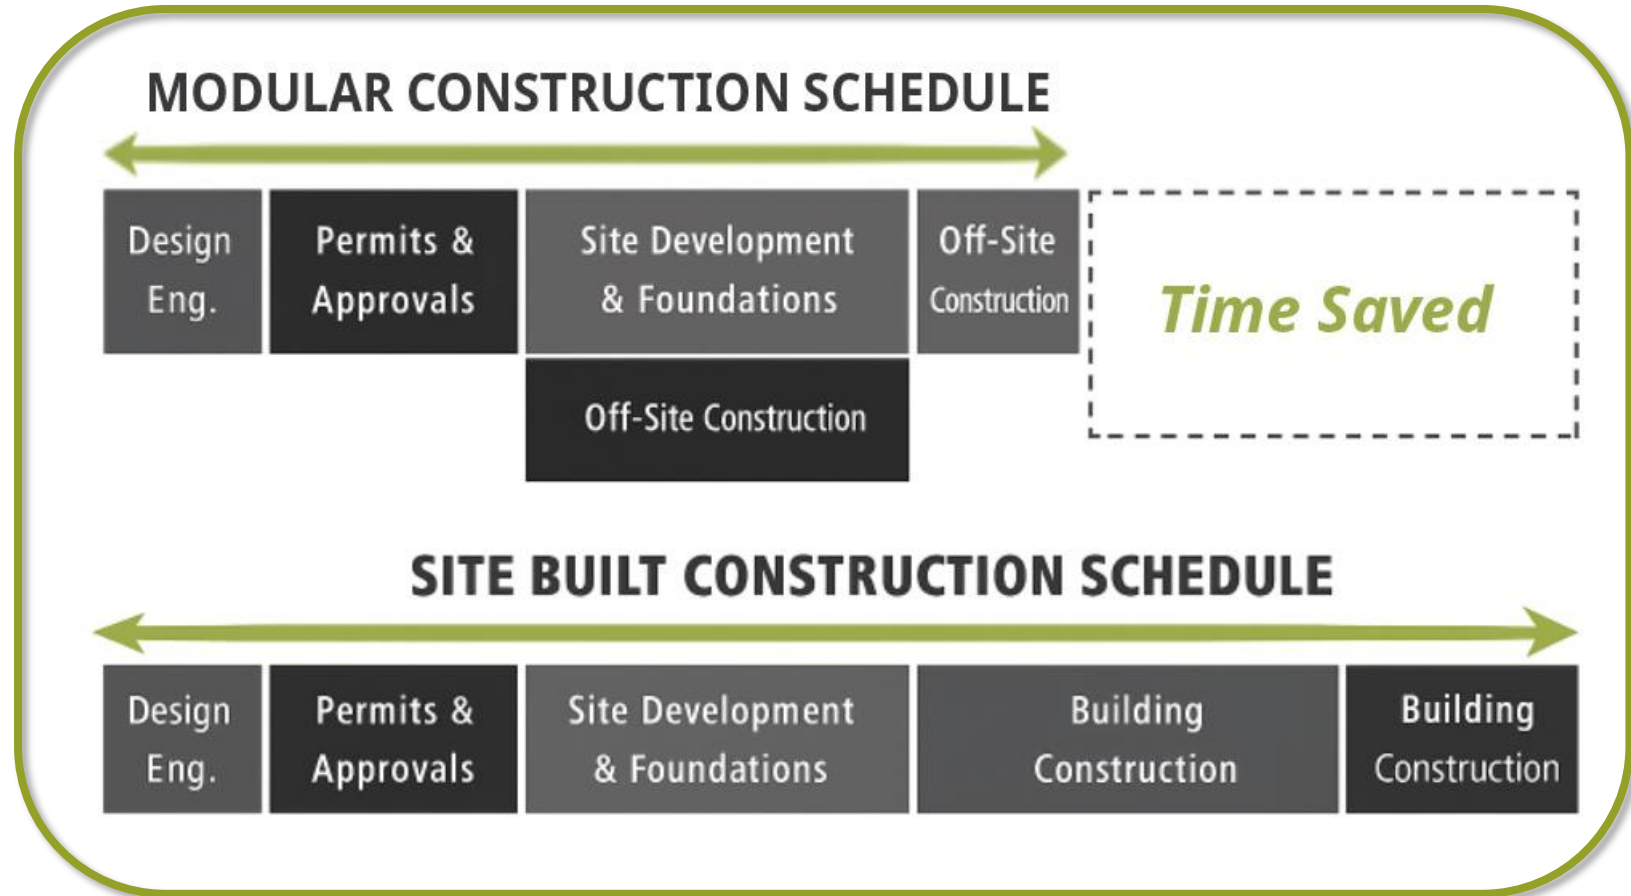 MODULAR CONSTRUCTION SCHEDULE
Design
Eng.
Permits &
Approvals
Site Development
& Foundations
Off-Site
Construction
Time Saved
Off-Site Construction
SITE BUILT CONSTRUCTION SCHEDULE
Design
Eng.
Permits &
Approvals
Site Development
& Foundations
Building
Construction
Building
Construction